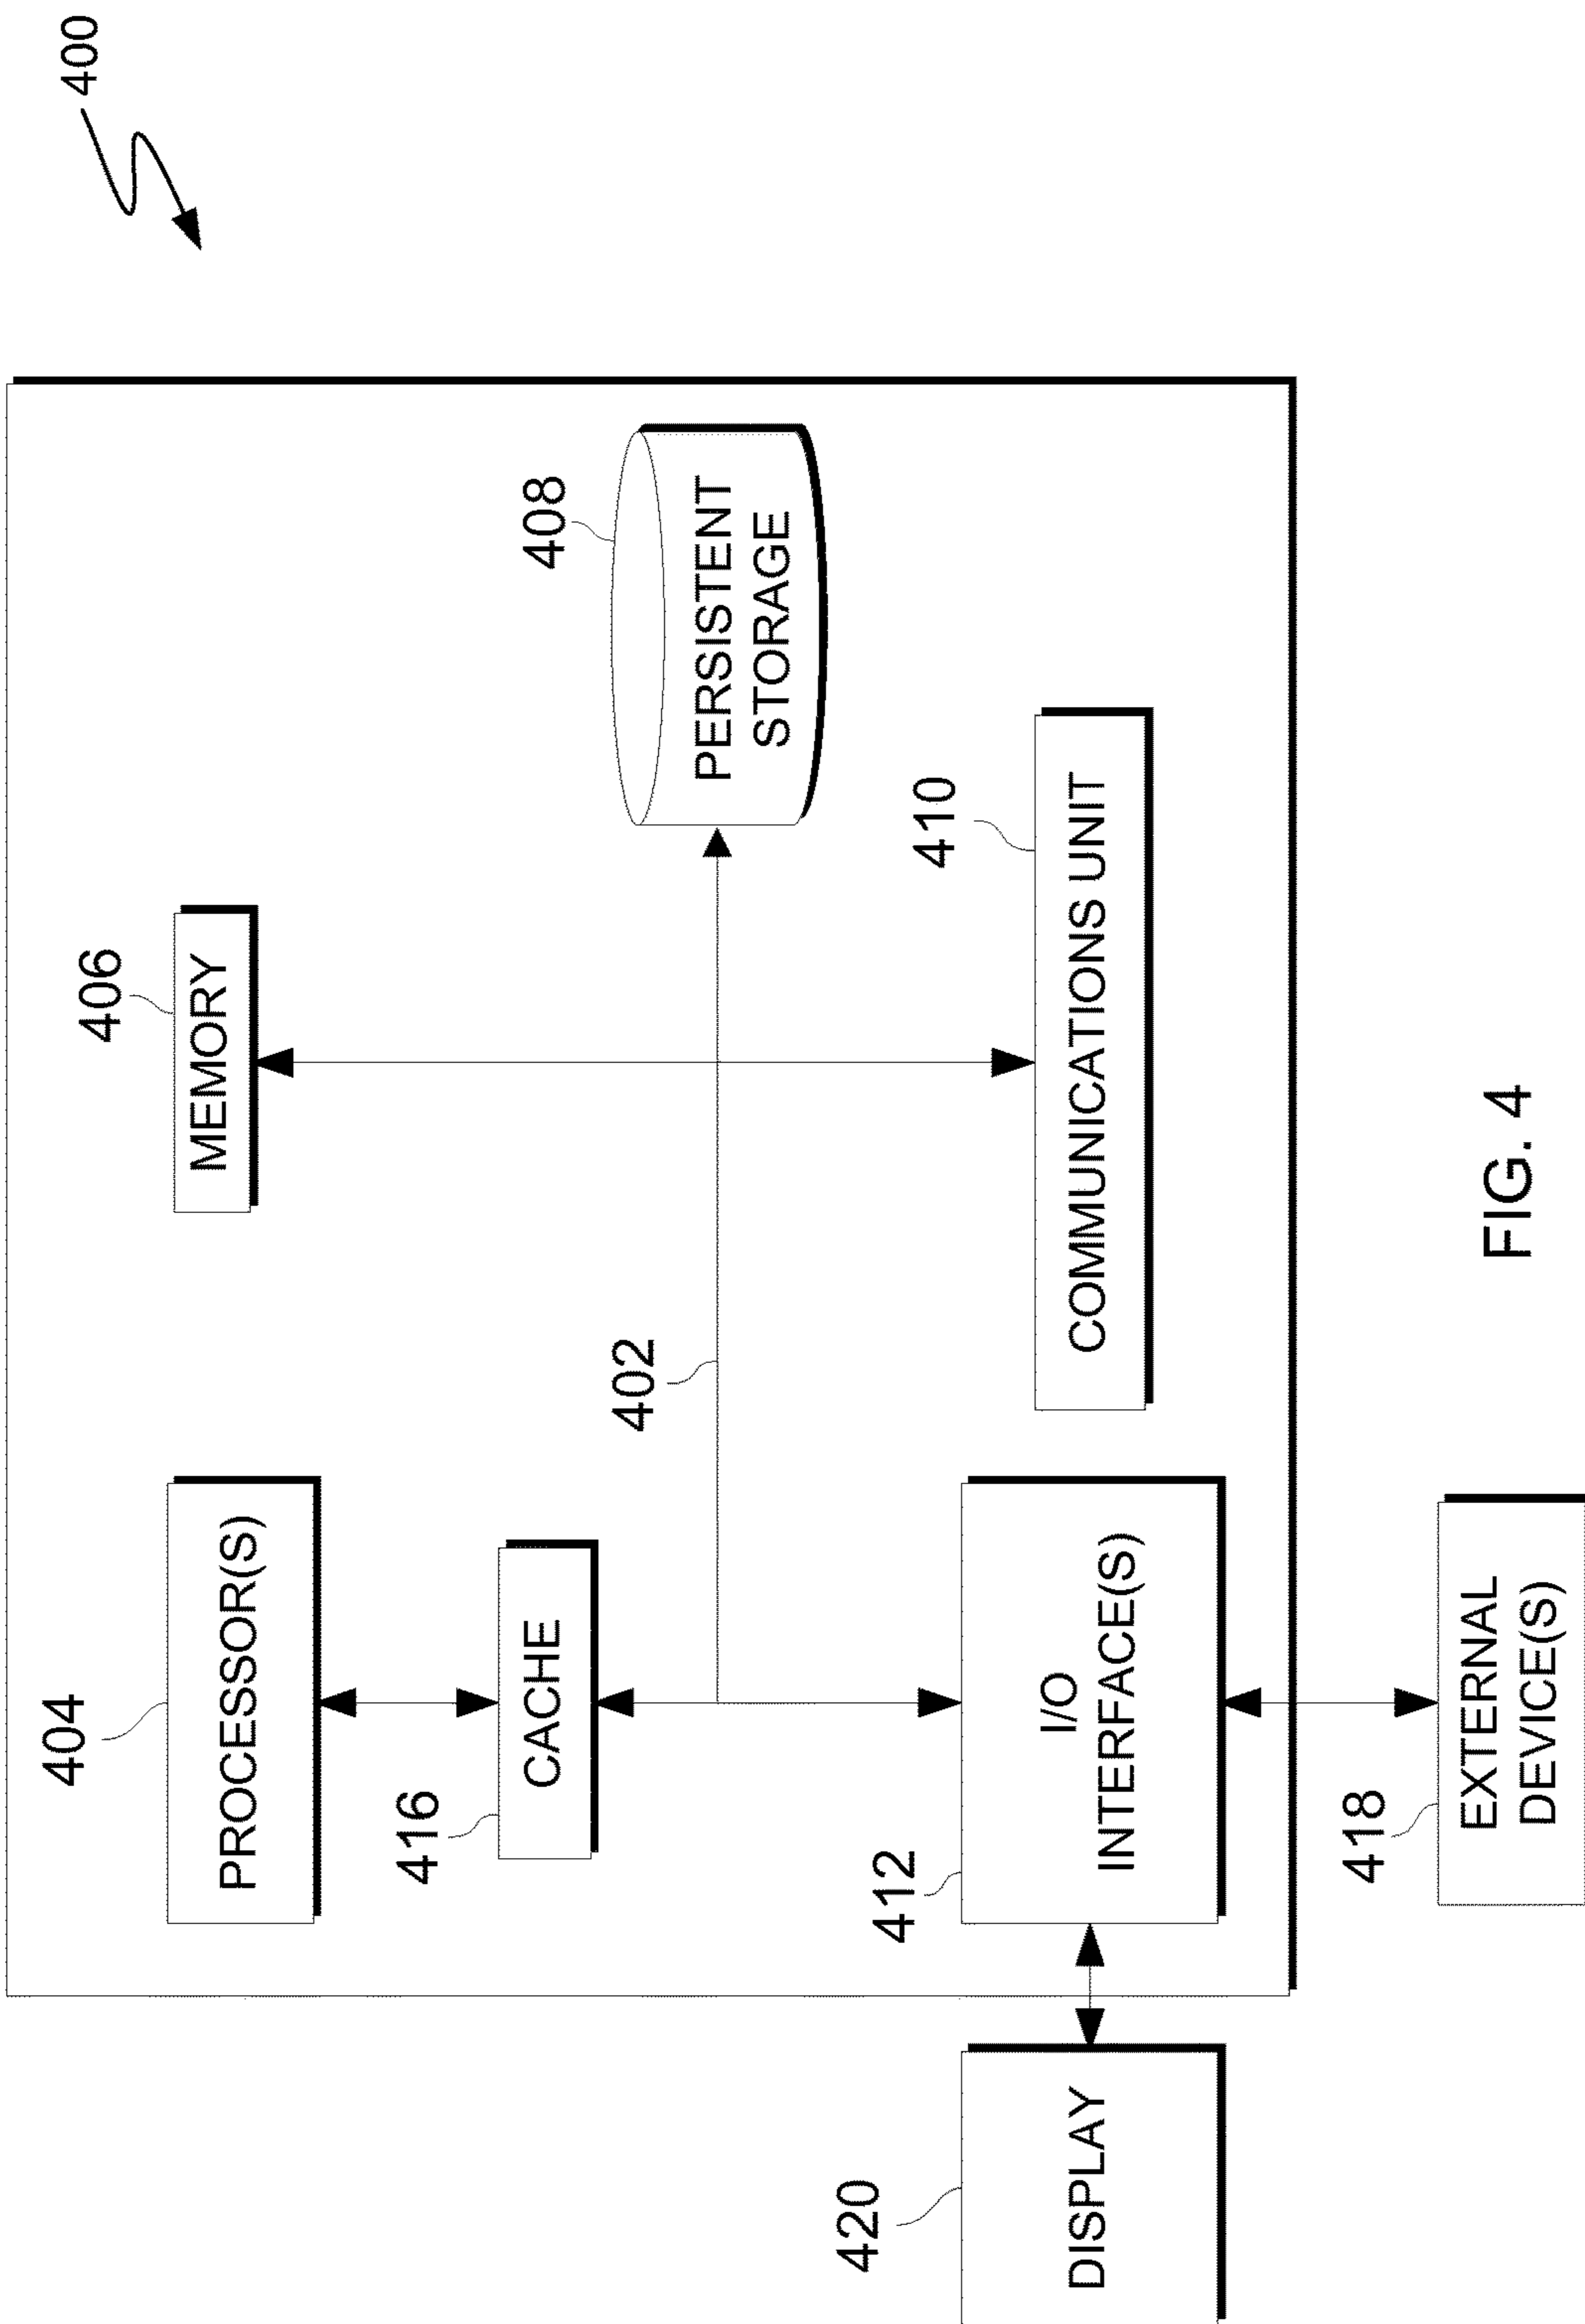 400
404
PROCESSOR(S)
406
MEMORY
416
CACHE
402
408
PERSISTENT
STORAGE
420
DISPLAY
412
I/O
INTERFACE(S)
410
COMMUNICATIONS UNIT
418
EXTERNAL
DEVICE(S)
FIG. 4